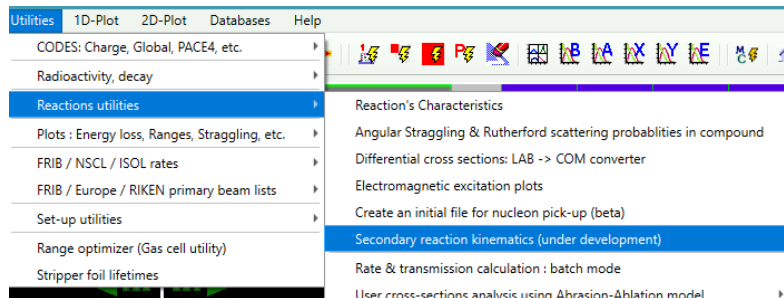 Utilities 1D-Plot 2D-Plot Databases Help
CODES: Charge, Global, PACE4, etc.
Radioactivity, decay
Reactions utilities
Plots : Energy loss, Ranges, Straggling, etc.
FRIB / NSCL / ISOL rates
FRIB / Europe / RIKEN primary beam lists
Set-up utilities
Range optimizer (Gas cell utility)
Stripper foil lifetimes
Reaction's Characteristics
Angular Straggling & Rutherford scattering probablities in compound
Differential cross sections: LAB -> COM converter
Electromagnetic excitation plots
Create an initial file for nucleon pick-up (beta)
Secondary reaction kinematics (under development)
Rate & transmission calculation : batch mode
User cross-sections analysis using Abrasion-Ablation model